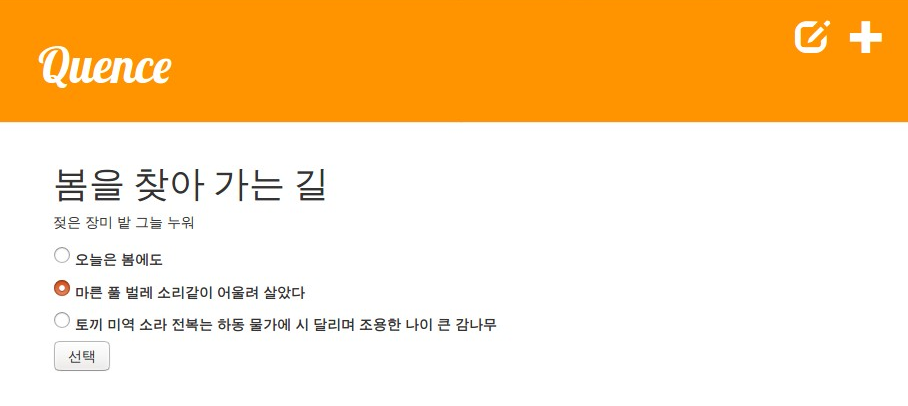 Quence
봄을 찾아 가는 길
젖은 장미 밭 그늘 누워
오늘은 봄에도
마른 풀 벌레 소리같이 어울려 살았다
토끼 미역 소라 전복는 하동 물가에 시 달리며 조용한 나이 큰 감나무
선택